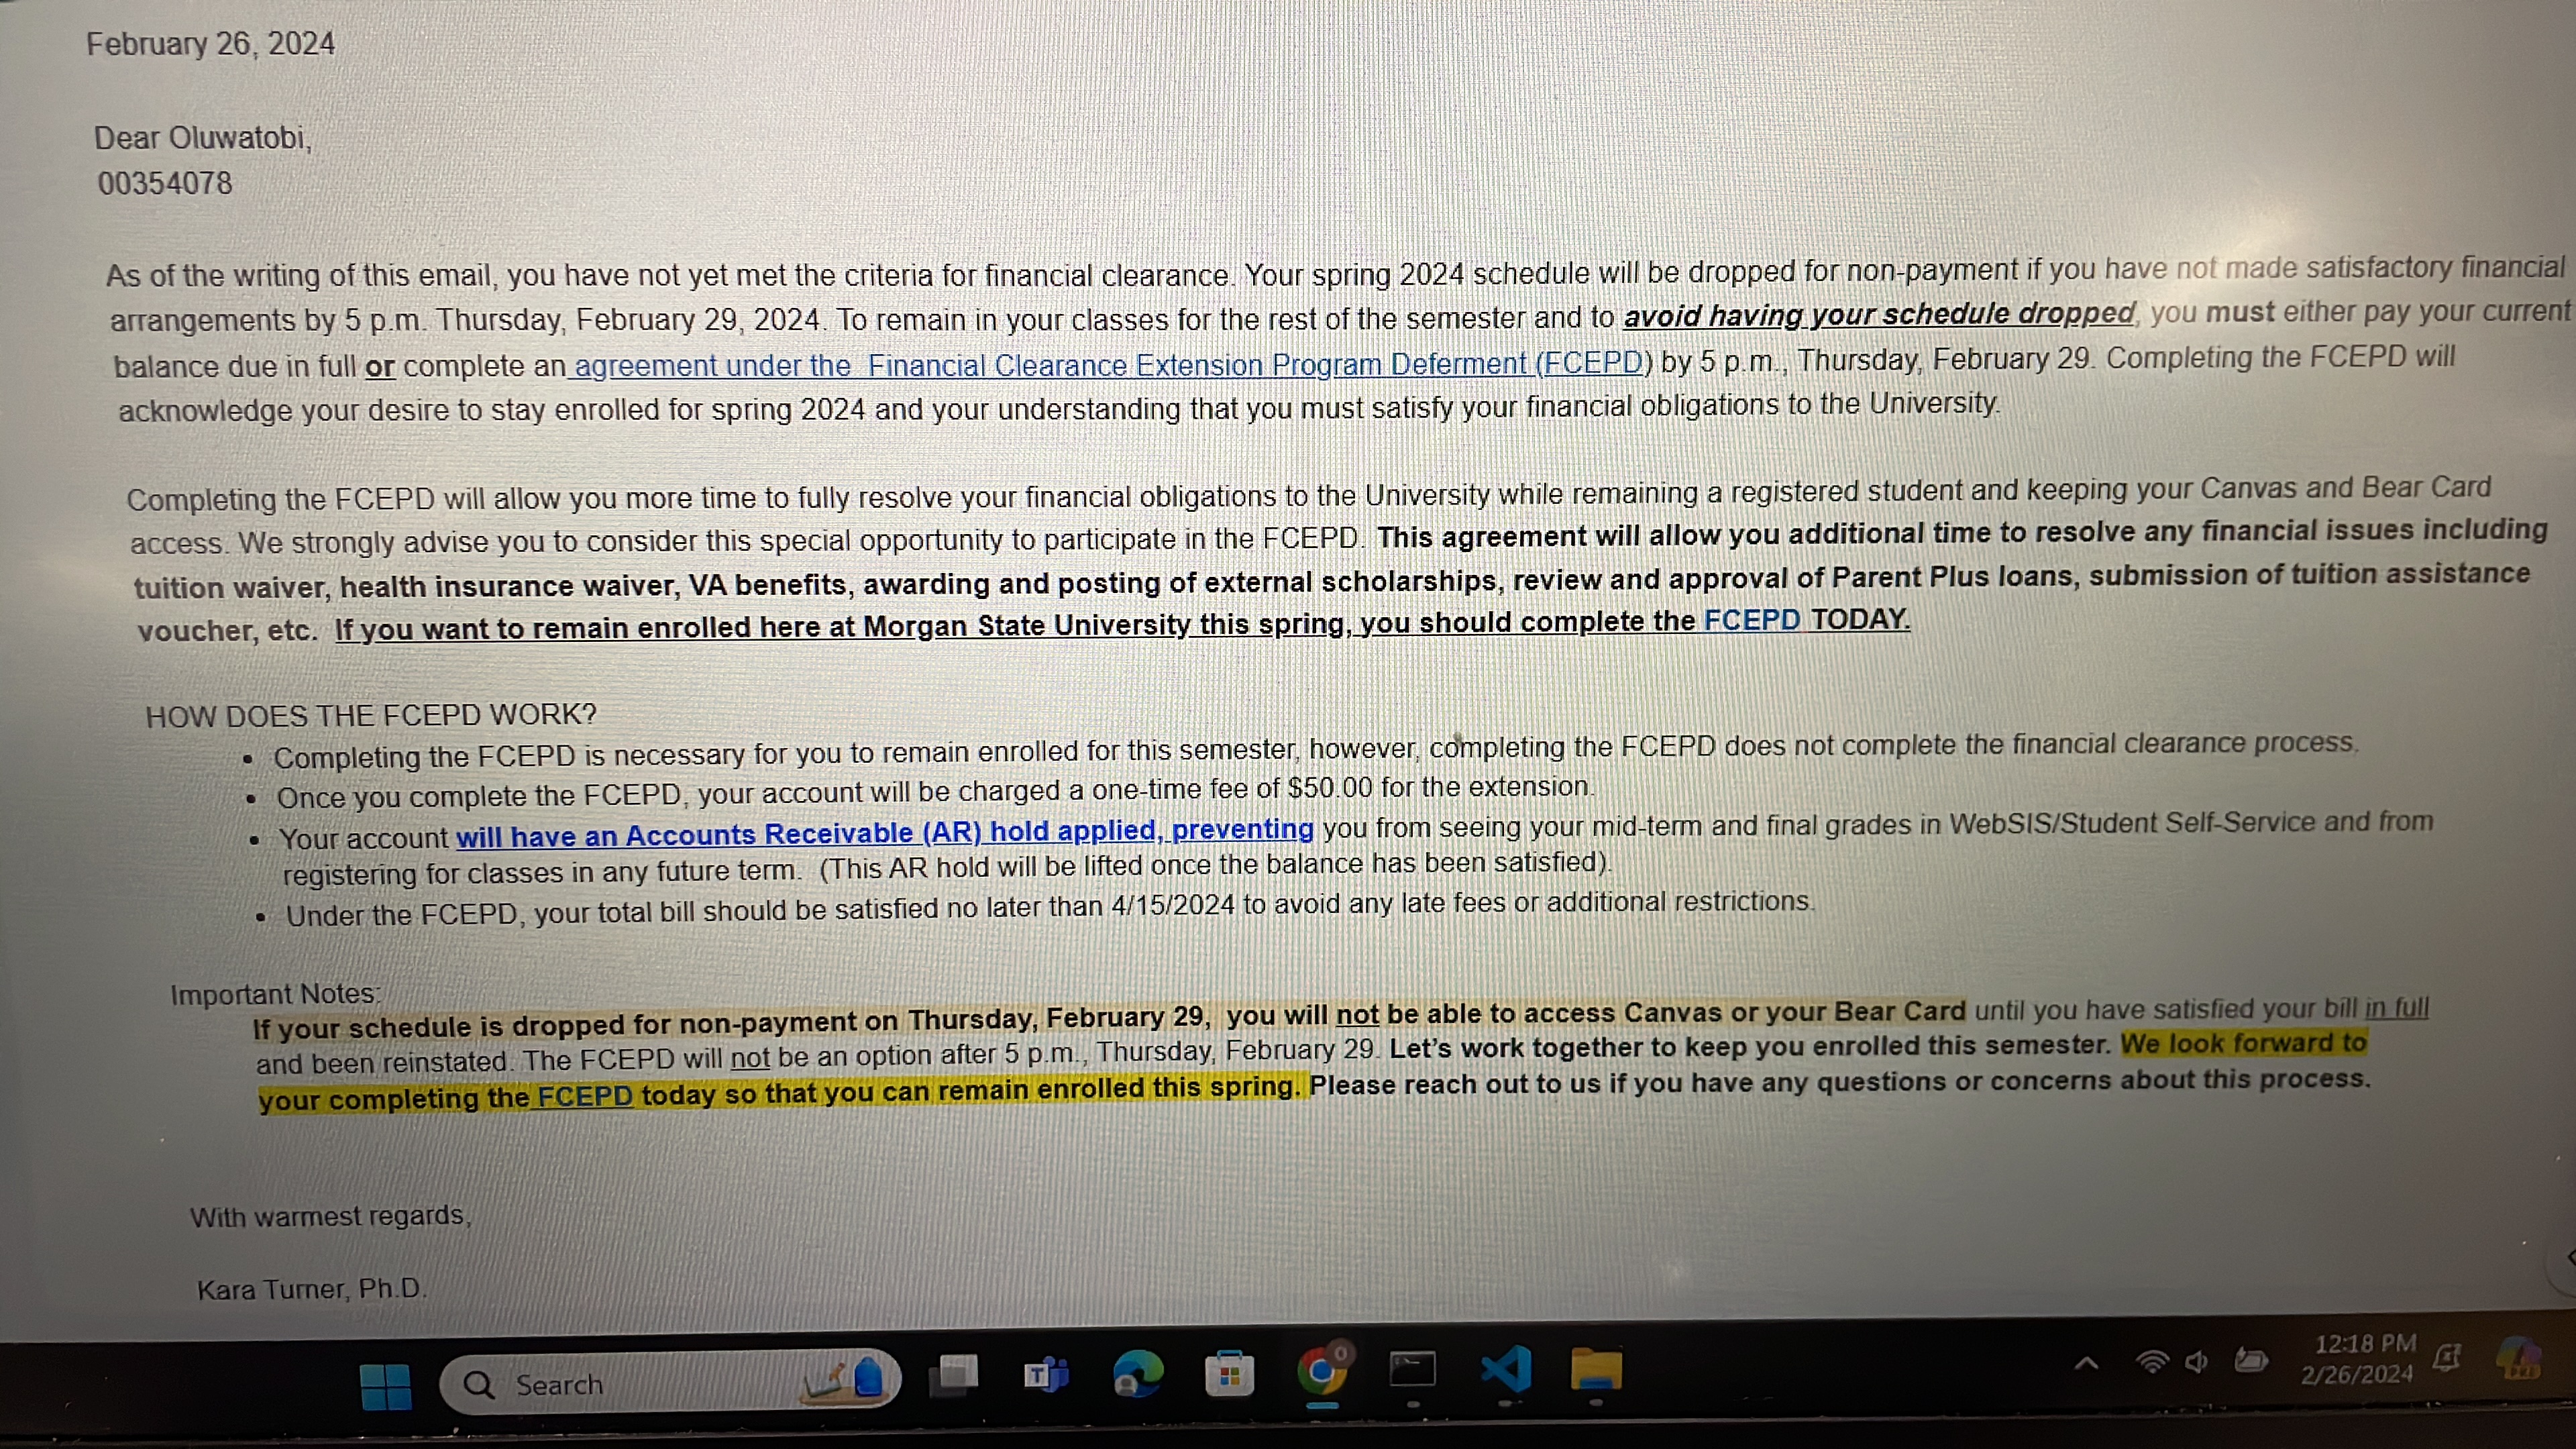 February 26, 2024
Dear Oluwatobi,
00354078
As of the writing of this email, you have not yet met the criteria for financial clearance. Your spring 2024 schedule will be dropped for non-payment if you have not made satisfactory financial
arrangements by 5 p.m. Thursday, February 29, 2024. To remain in your classes for the rest of the semester and to avoid having your schedule dropped, you must either pay your current
balance due in full or complete an agreement under the Financial Clearance Extension Program Deferment (FCEPD) by 5 p.m., Thursday, February 29. Completing the FCEPD will
acknowledge your desire to stay enrolled for spring 2024 and your understanding that you must satisfy your financial obligations to the University.
Completing the FCEPD will allow you more time to fully resolve your financial obligations to the University while remaining a registered student and keeping your Canvas and Bear Card
access. We strongly advise you to consider this special opportunity to participate in the FCEPD. This agreement will allow you additional time to resolve any financial issues including
tuition waiver, health insurance waiver, VA benefits, awarding and posting of external scholarships, review and approval of Parent Plus loans, submission of tuition assistance
voucher, etc. If you want to remain enrolled here at Morgan State University this spring, you should complete the FCEPD TODAY.
HOW DOES THE FCEPD WORK?
• Completing the FCEPD is necessary for you to remain enrolled for this semester, however, completing the FCEPD does not complete the financial clearance process.
• Once you complete the FCEPD, your account will be charged a one-time fee of $50.00 for the extension.
• Your account will have an Accounts Receivable (AR) hold applied, preventing you from seeing your mid-term and final grades in WebSIS/Student Self-Service and from
registering for classes in any future term. (This AR hold will be lifted once the balance has been satisfied).
• Under the FCEPD, your total bill should be satisfied no later than 4/15/2024 to avoid any late fees or additional restrictions.
Important Notes:
If your schedule is dropped for non-payment on Thursday, February 29, you will not be able to access Canvas or your Bear Card until you have satisfied your bill in full
and been reinstated. The FCEPD will not be an option after 5 p.m., Thursday, February 29. Let's work together to keep you enrolled this semester. We look forward to
your completing the FCEPD today so that you can remain enrolled this spring. Please reach out to us if you have any questions or concerns about this process.
With warmest regards,
Kara Turner, Ph.D.
Search
12:18 PM
2/26/2024